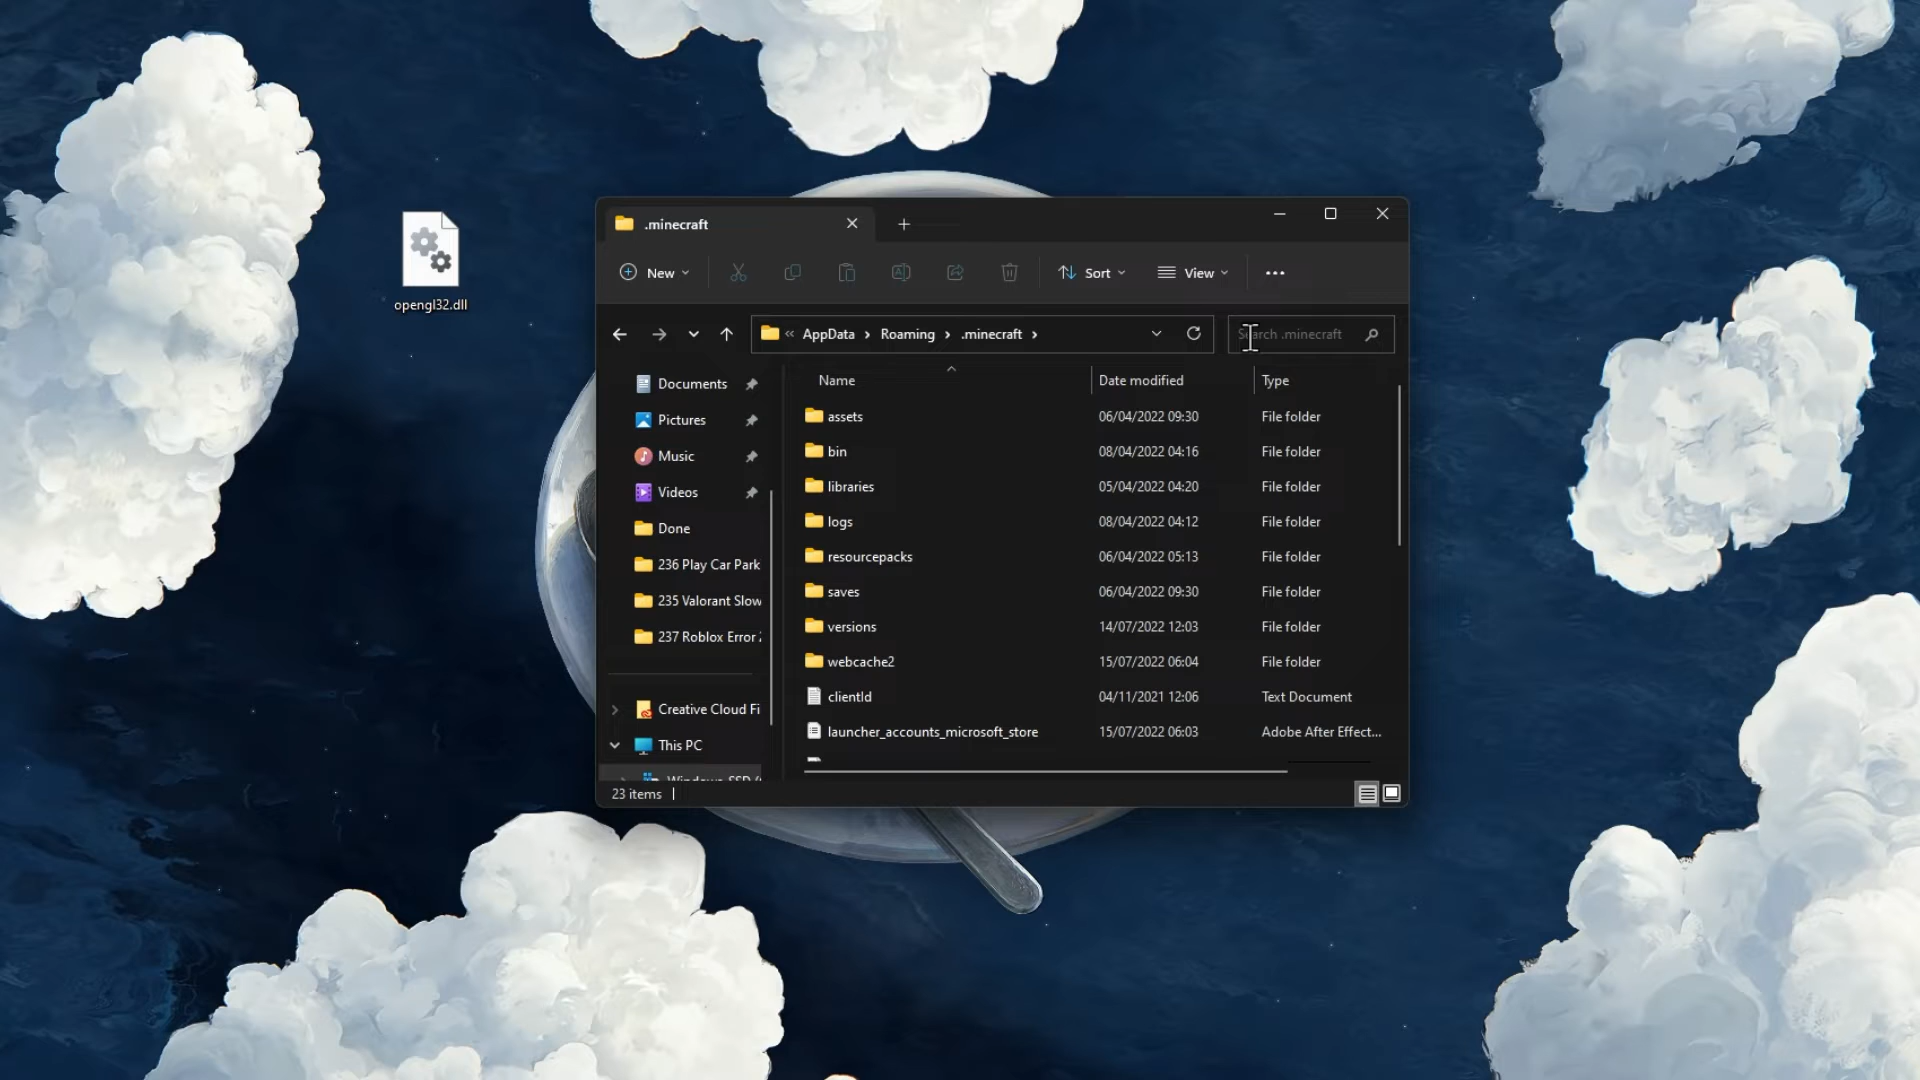 opengl32.dll
.minecraft
New
Sort
View
« AppData › Roaming › .minecraft ›
Search .minecraft
Name Date modified Type
Documents
Pictures
Music
Videos
Done
236 Play Car Park
235 Valorant Slow
237 Roblox Error
Creative Cloud Fi
This PC
Windows-SSD
assets 06/04/2022 09:30 File folder
bin 08/04/2022 04:16 File folder
libraries 05/04/2022 04:20 File folder
logs 08/04/2022 04:12 File folder
resourcepacks 06/04/2022 05:13 File folder
saves 06/04/2022 09:30 File folder
versions 14/07/2022 12:03 File folder
webcache2 15/07/2022 06:04 File folder
clientId 04/11/2021 12:06 Text Document
launcher_accounts_microsoft_store 15/07/2022 06:03 Adobe After Effect...
23 items